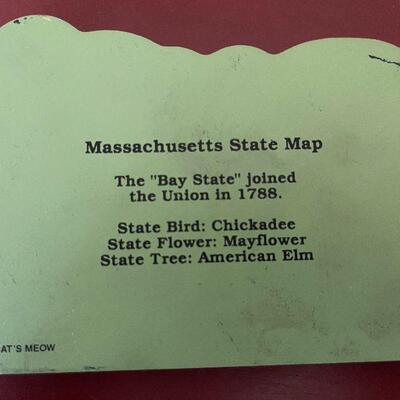 Massachusetts State Map
The "Bay State" joined
the Union in 1788.
State Bird: Chickadee
State Flower: Mayflower
State Tree: American Elm
AT'S MEOW